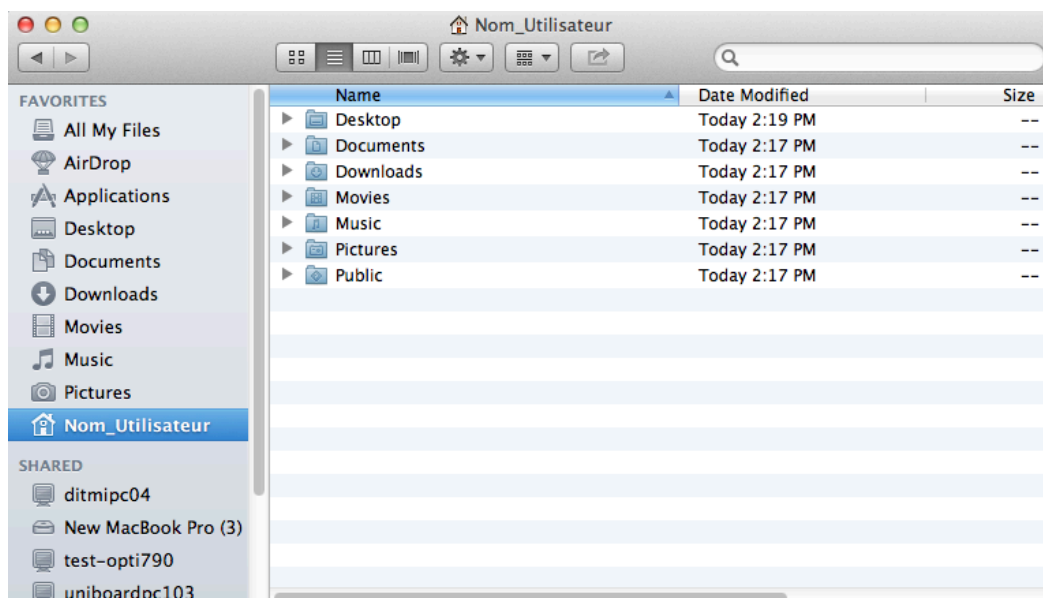 Nom_Utilisateur
FAVORITES
All My Files
AirDrop
Applications
Desktop
Documents
Downloads
Movies
Music
Pictures
Nom_Utilisateur
SHARED
ditmipc04
New MacBook Pro (3)
test-opti790
uniboardpc103
Name Date Modified Size
Desktop Today 2:19 PM --
Documents Today 2:17 PM --
Downloads Today 2:17 PM --
Movies Today 2:17 PM --
Music Today 2:17 PM --
Pictures Today 2:17 PM --
Public Today 2:17 PM --